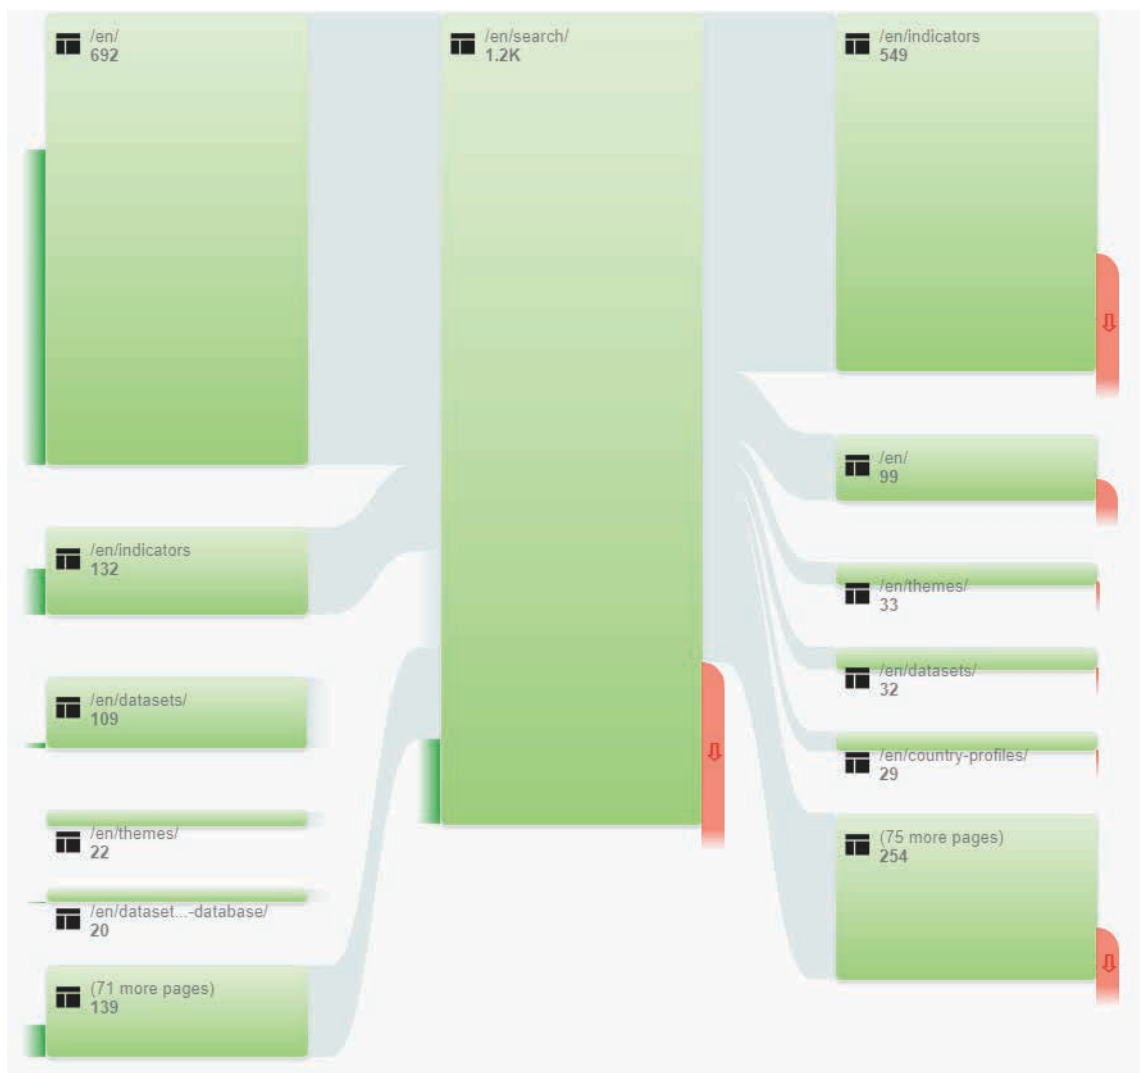 /en/
692
/en/indicators
132
/en/datasets/
109
/en/themes/
22
/en/dataset...-database/
20
(71 more pages)
139
/en/search/
1.2K
/en/indicators
549
/en/
99
/en/themes/
33
/en/datasets/
32
/en/country-profiles/
29
(75 more pages)
254